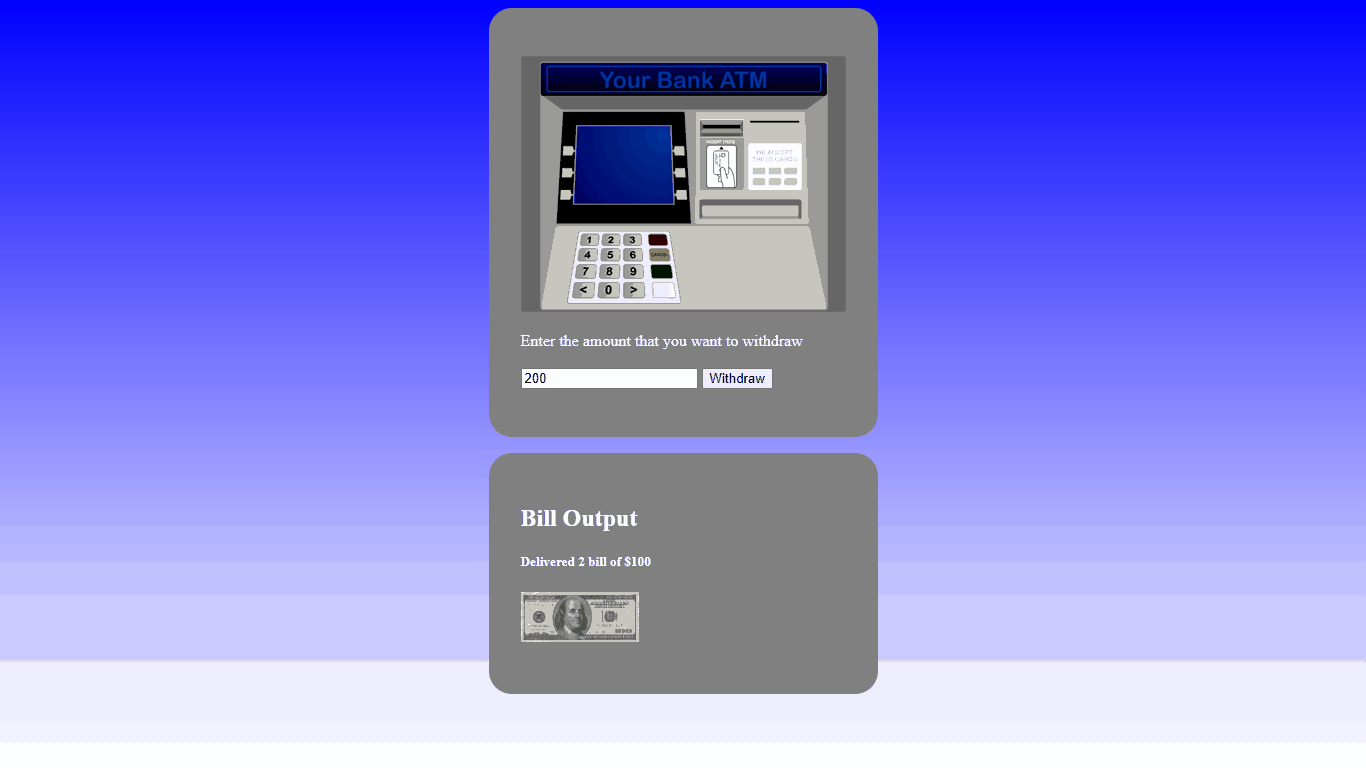 Your Bank ATM
INSERT HERE
WE ACCEPT
THESE CARDS
1 2 3
4 5 6 CANCEL
7 8 9
< 0 >
Enter the amount that you want to withdraw
200 Withdraw
Bill Output
Delivered 2 bill of $100